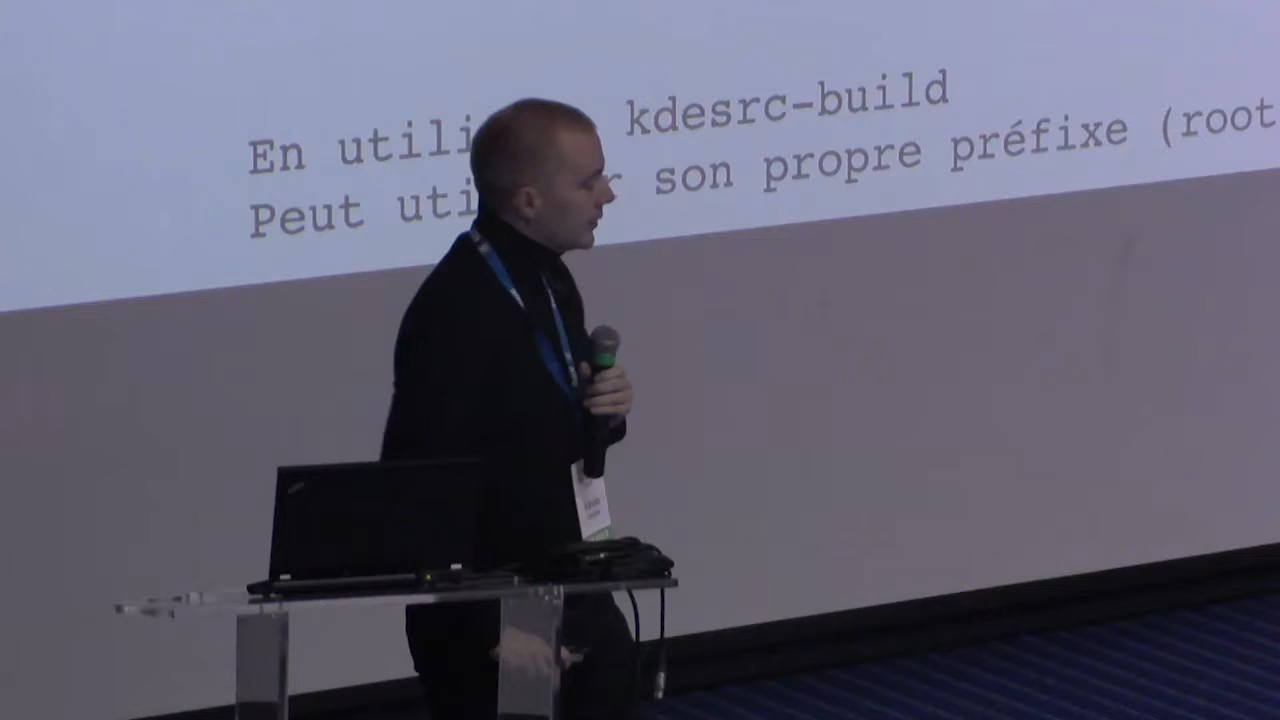 En utili kdesrc-build
Peut uti r son propre préfixe (root